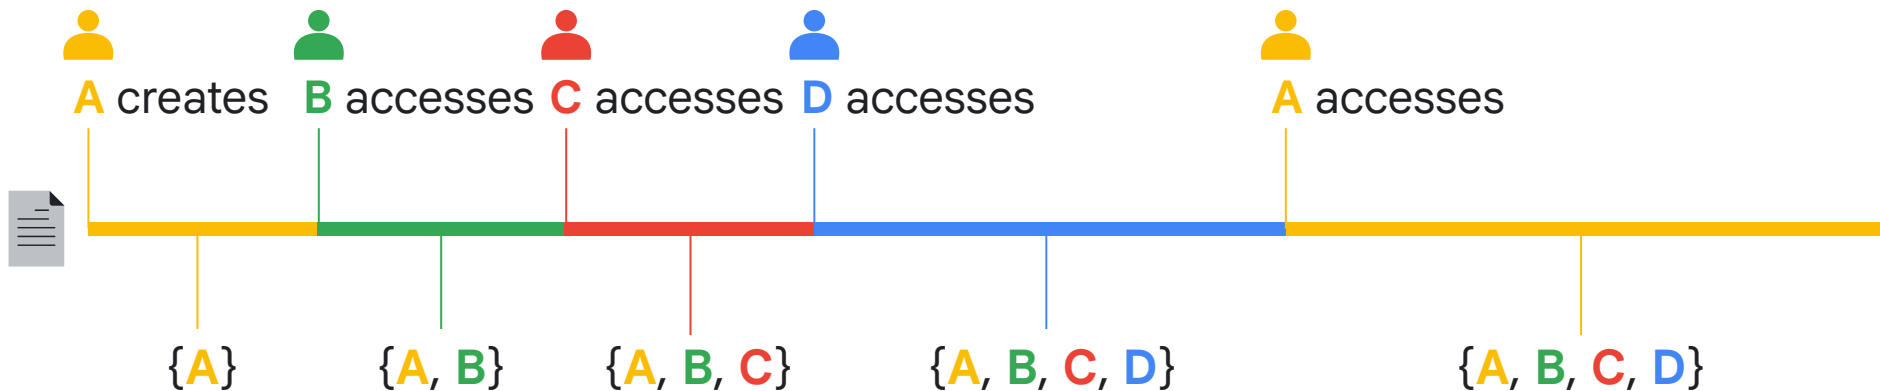 A creates B accesses C accesses D accesses A accesses
{A} {A, B} {A, B, C} {A, B, C, D} {A, B, C, D}